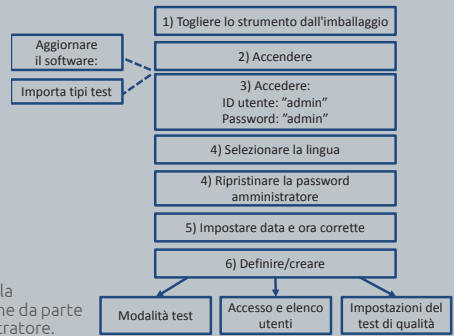 1) Togliere lo strumento dall'imballaggio
Aggiornare
il software:
2) Accendere
Importa tipi test
3) Accedere:
ID utente: "admin"
Password: "admin"
4) Selezionare la lingua
4) Ripristinare la password
amministratore
5) Impostare data e ora corrette
6) Definire/creare
la
ne da parte
tratore.
Modalità test
Accesso e elenco
utenti
Impostazioni del
test di qualità